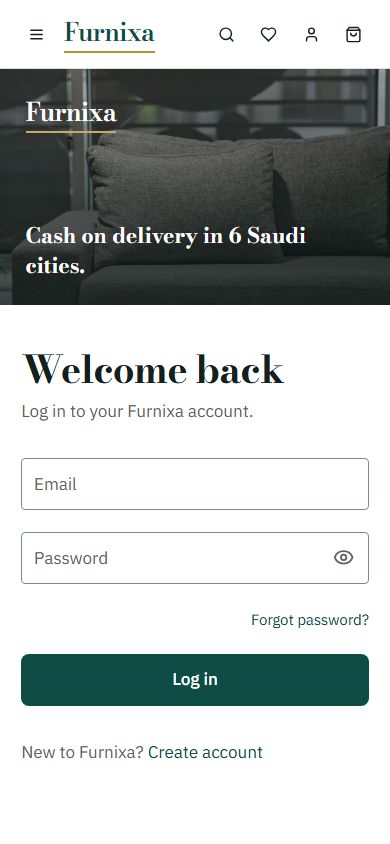 Furnixa
Furnixa
Cash on delivery in 6 Saudi
cities.
Welcome back
Log in to your Furnixa account.
Email
Password
Forgot password?
Log in
New to Furnixa? Create account